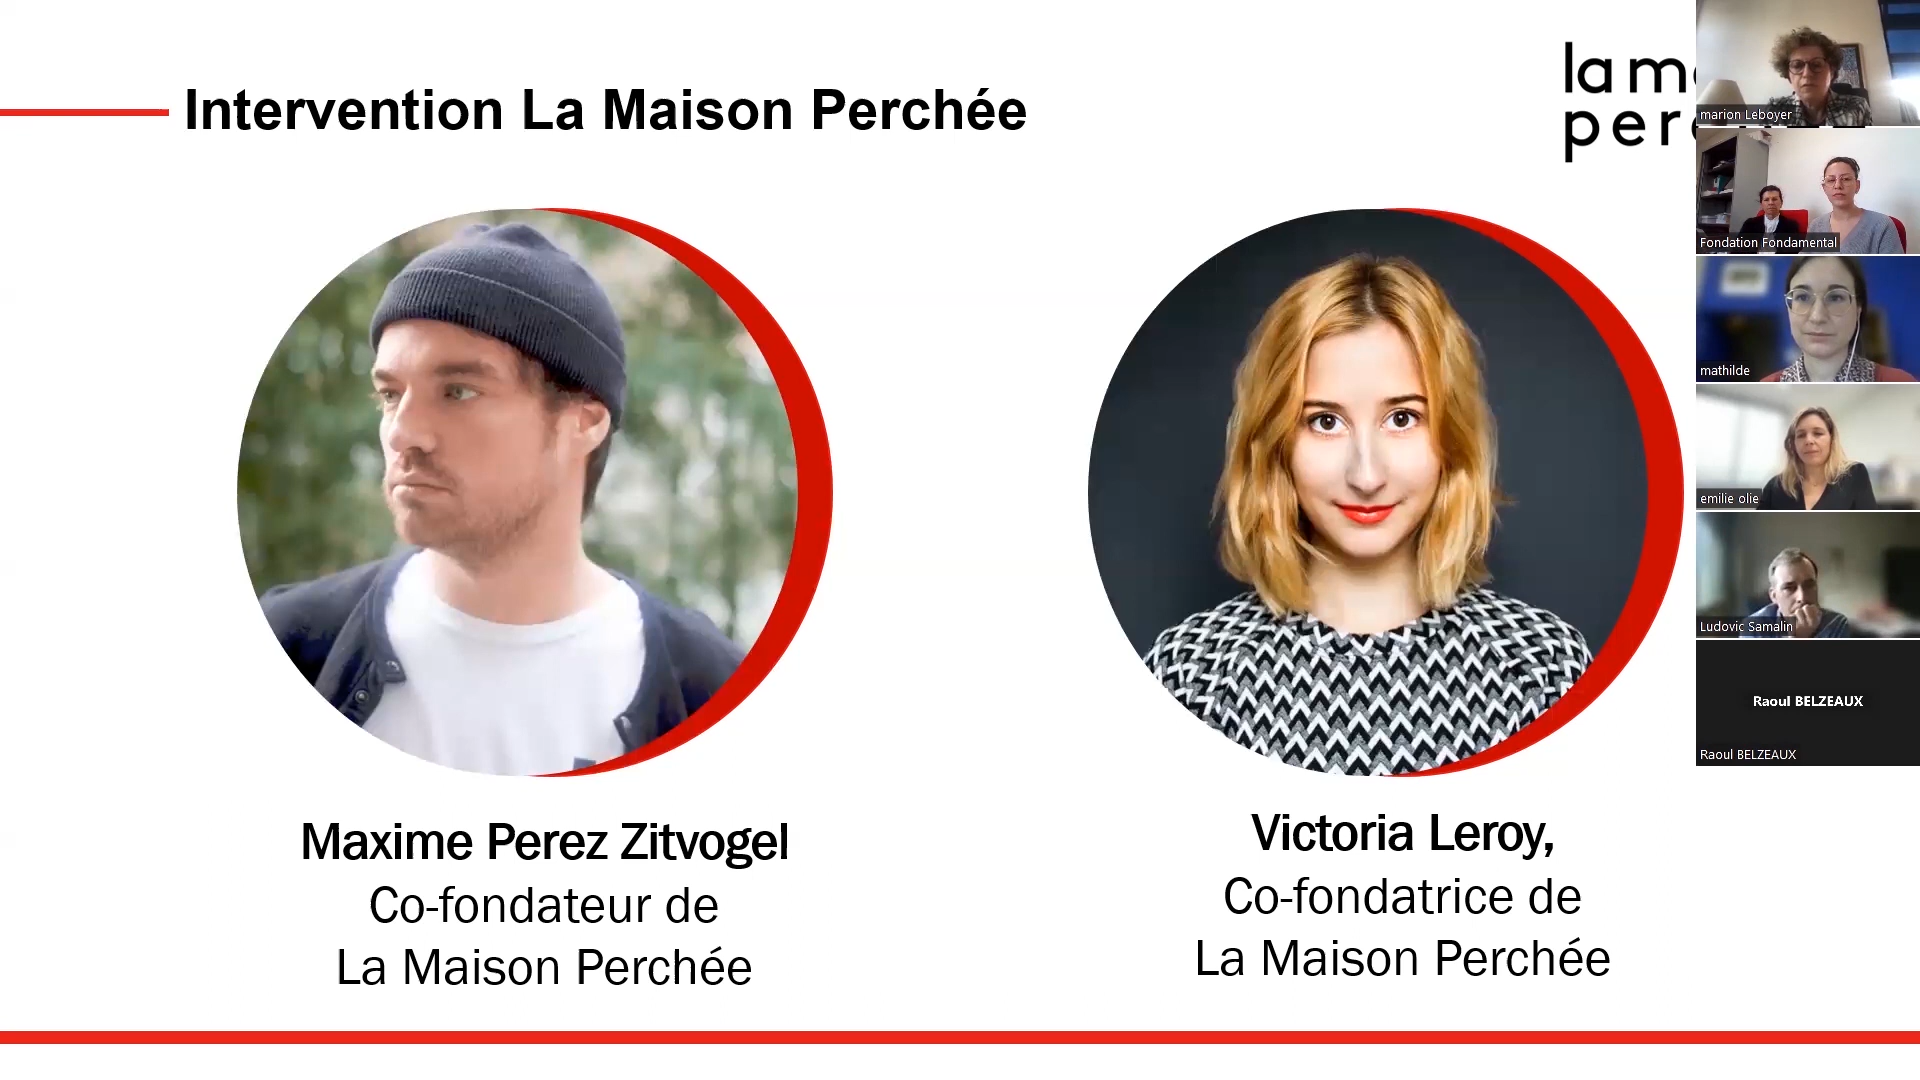 Intervention La Maison Perchée
la m
per
Maxime Perez Zitvogel
Co-fondateur de
La Maison Perchée
Victoria Leroy,
Co-fondatrice de
La Maison Perchée
marion Leboyer
Fondation Fondamental
mathilde
emilie olie
Ludovic Samalin
Raoul BELZEAUX
Raoul BELZEAUX